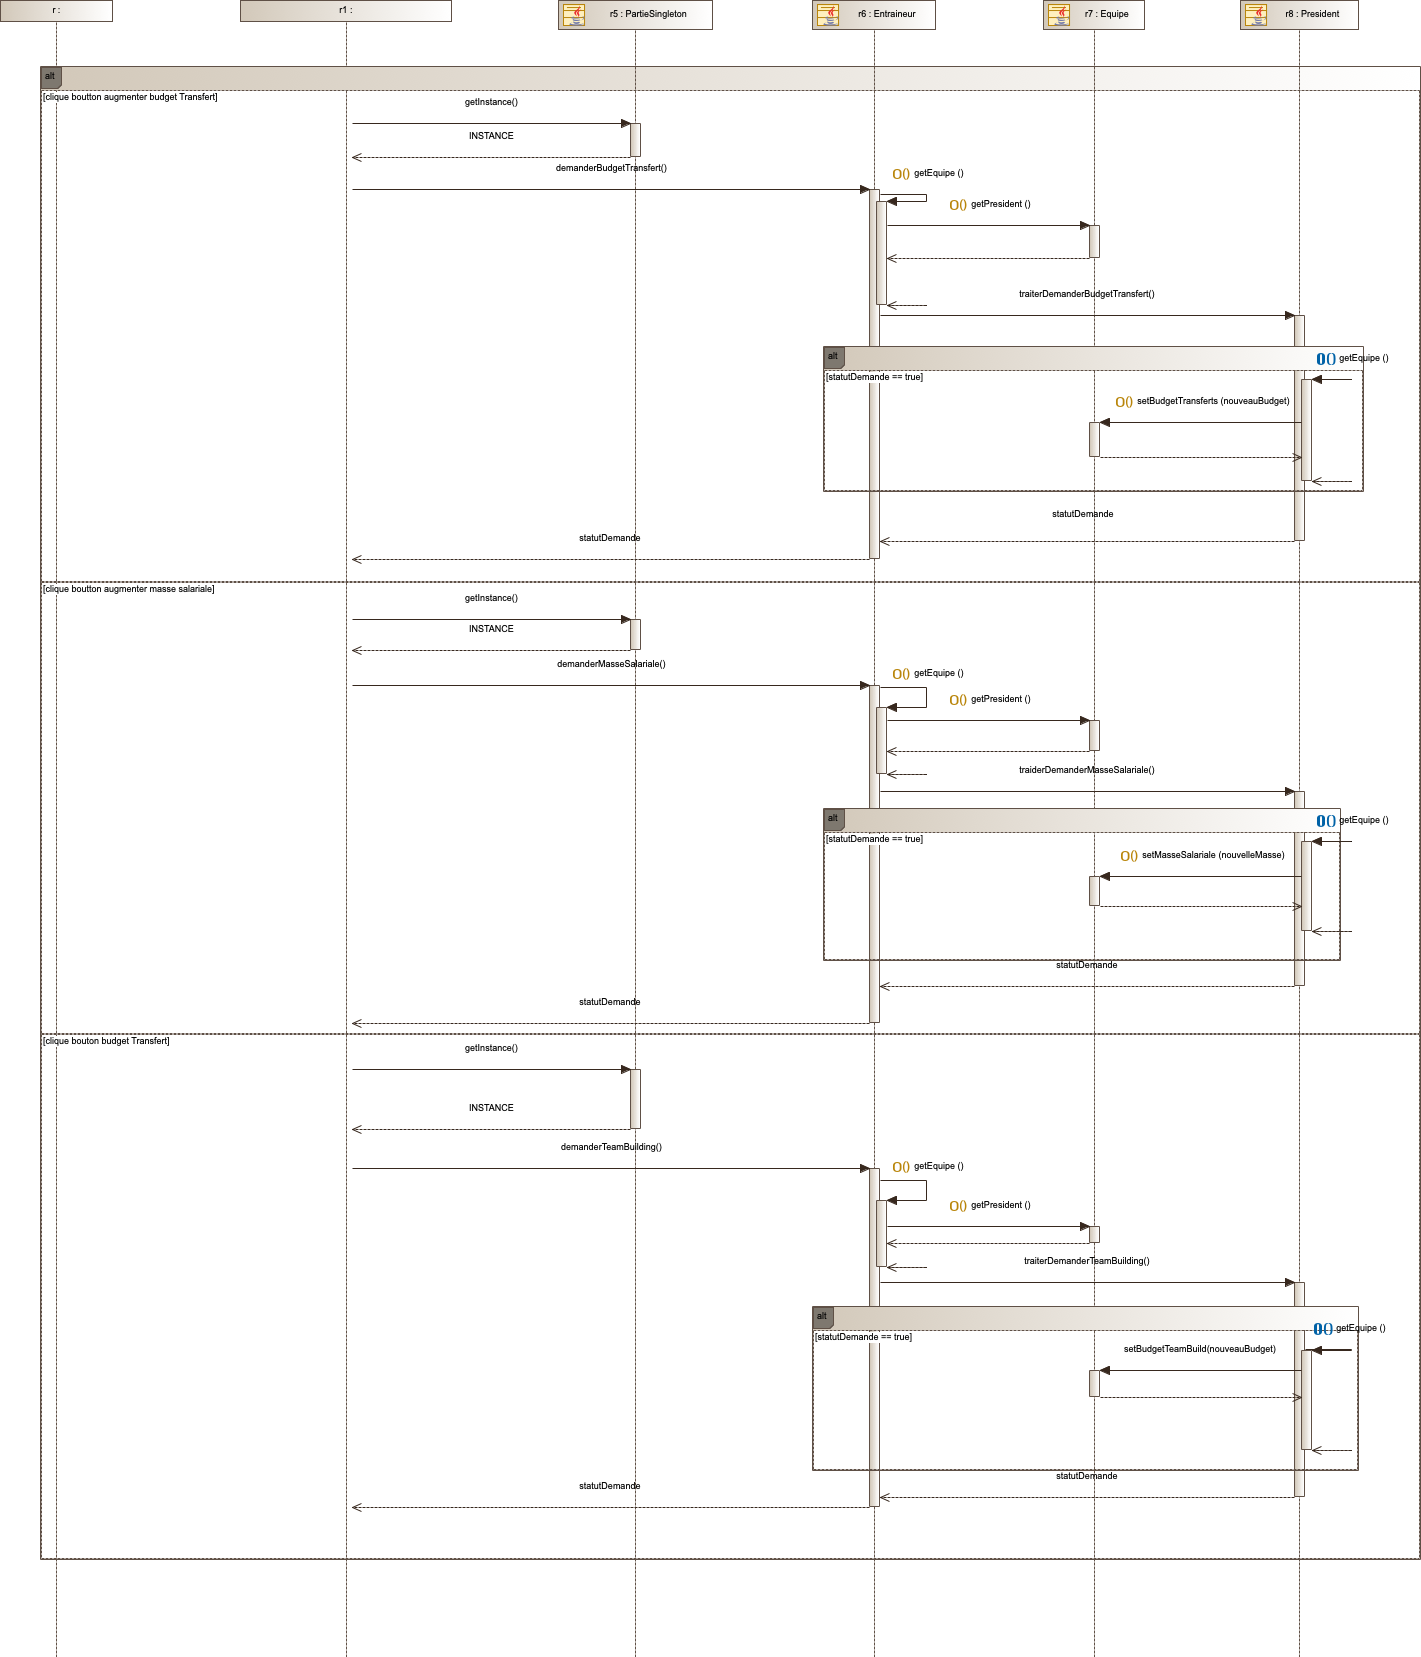 r :
r1 :
r5 : PartieSingleton
r6 : Entraineur
r7 : Equipe
r8 : President
alt
[clique boutton augmenter budget Transfert]
getInstance()
INSTANCE
demanderBudgetTransfert()
O() getEquipe ()
O() getPresident ()
traiterDemanderBudgetTransfert()
alt
O() getEquipe ()
[statutDemande == true]
O() setBudgetTransferts (nouveauBudget)
statutDemande
statutDemande
[clique boutton augmenter masse salariale]
getInstance()
INSTANCE
demanderMasseSalariale()
O() getEquipe ()
O() getPresident ()
traiderDemanderMasseSalariale()
alt
O() getEquipe ()
[statutDemande == true]
O() setMasseSalariale (nouvelleMasse)
statutDemande
statutDemande
[clique bouton budget Transfert]
getInstance()
INSTANCE
demanderTeamBuilding()
O() getEquipe ()
O() getPresident ()
traiterDemanderTeamBuilding()
alt
O() getEquipe ()
[statutDemande == true]
setBudgetTeamBuild(nouveauBudget)
statutDemande
statutDemande